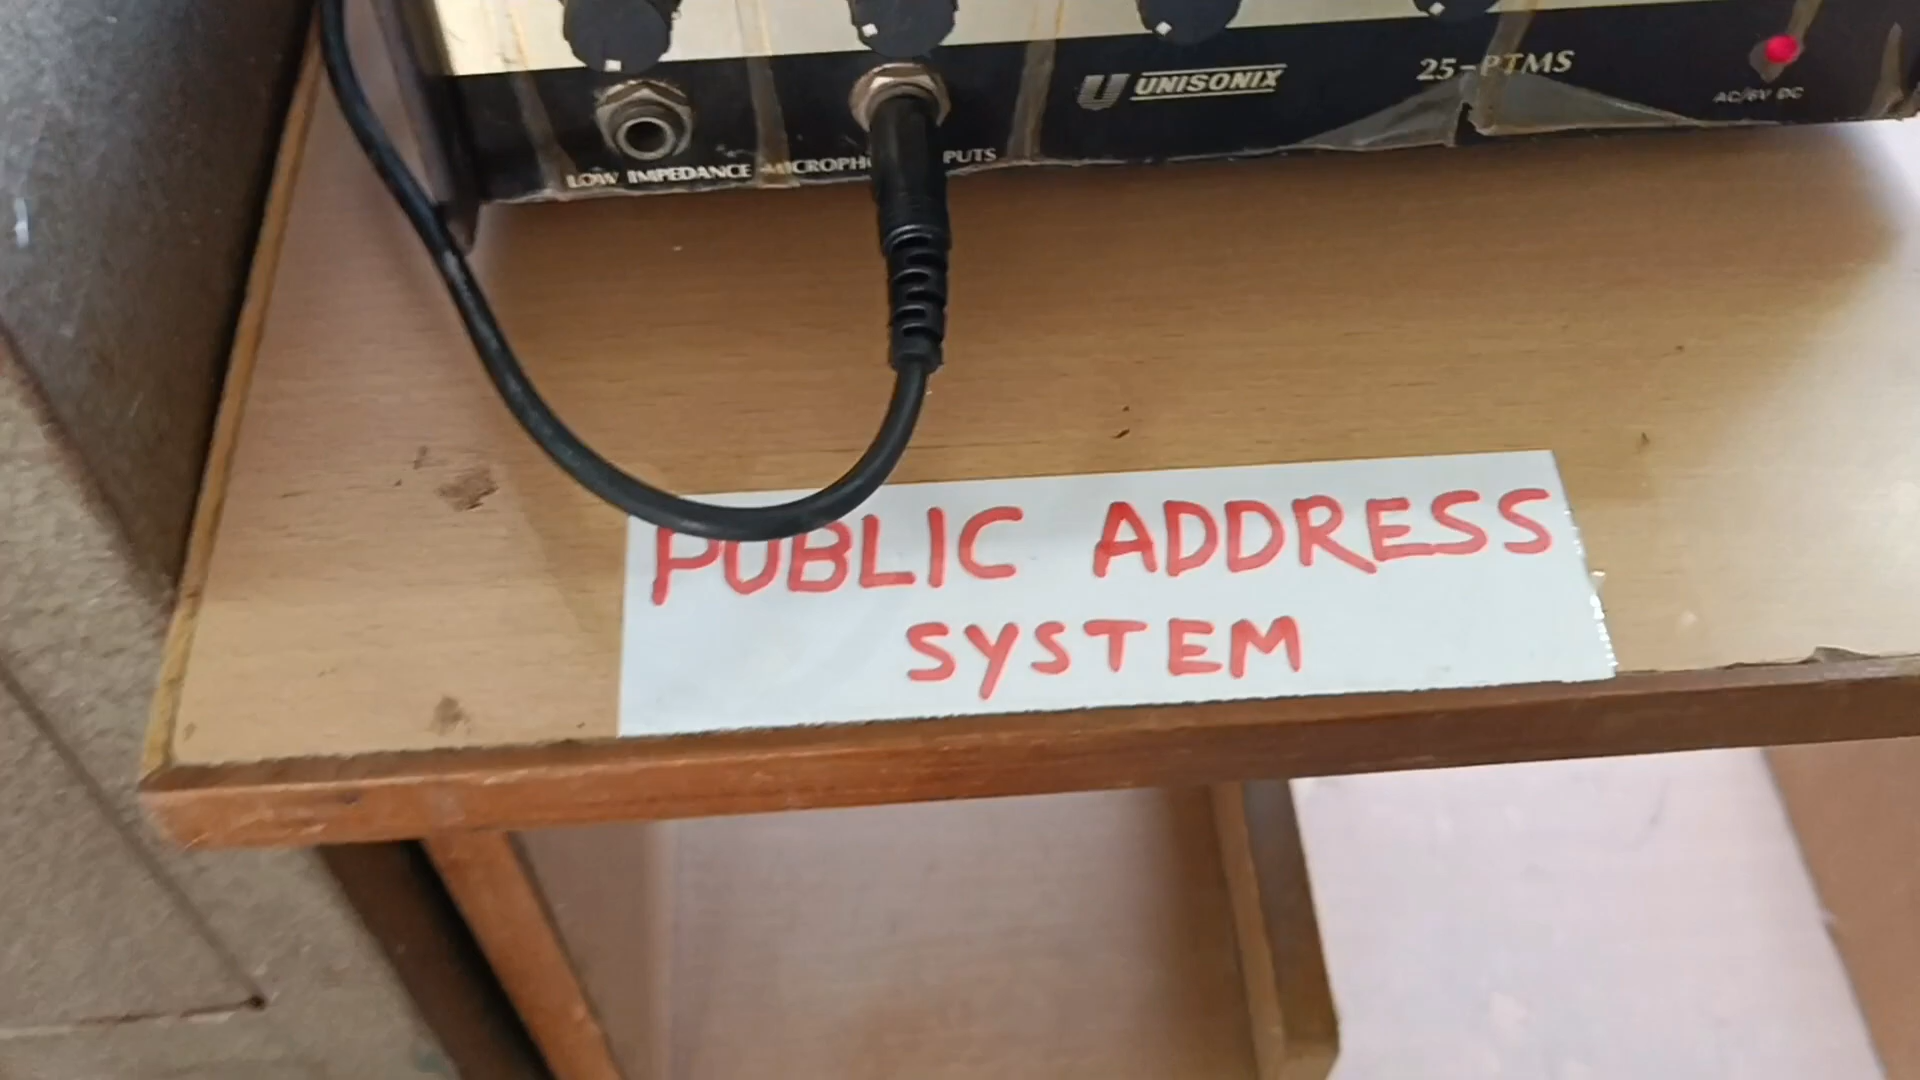 UNISONIX
25-PTMS
AC/6V DC
LOW IMPEDANCE
PUBLIC ADDRESS
SYSTEM